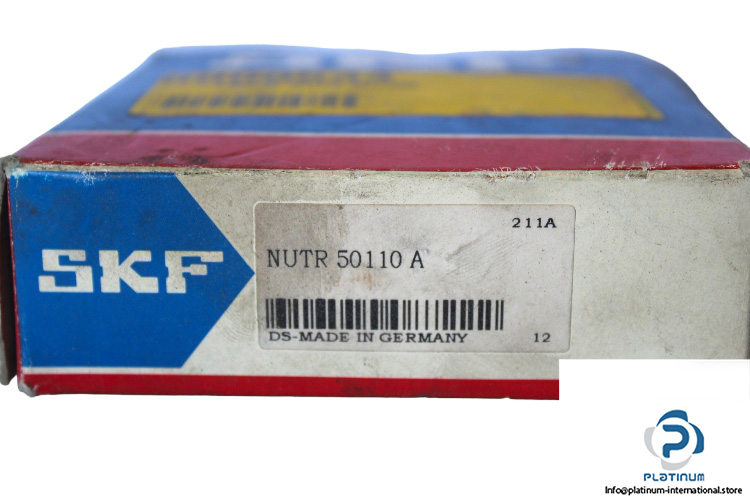 SKF
211A
NUTR 50110 A
DS-MADE IN GERMANY
12
PLATINUM
Info@platinum-international.store